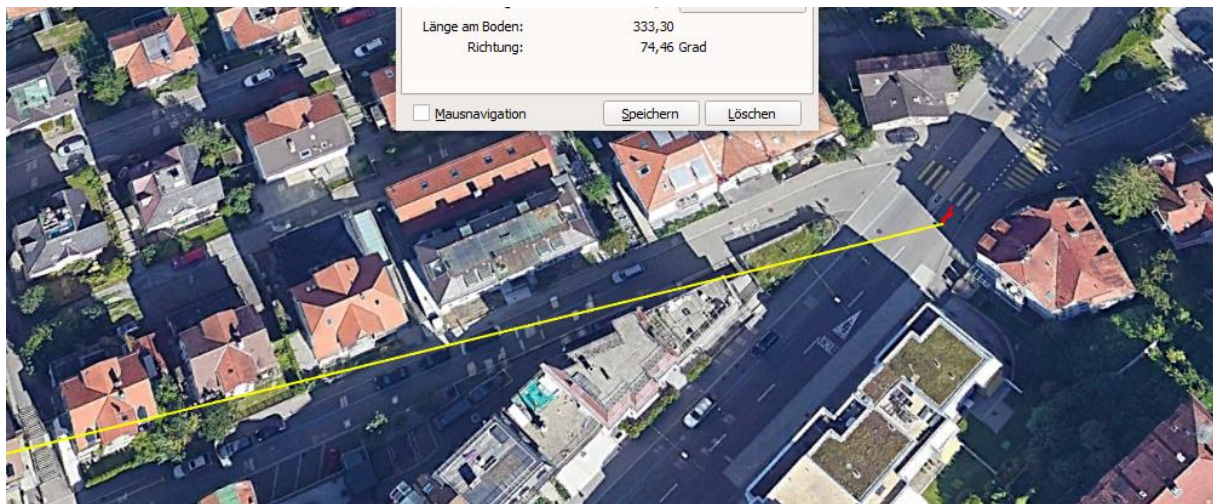 Länge am Boden: 333,30
Richtung: 74,46 Grad
Mausnavigation Speichern Löschen